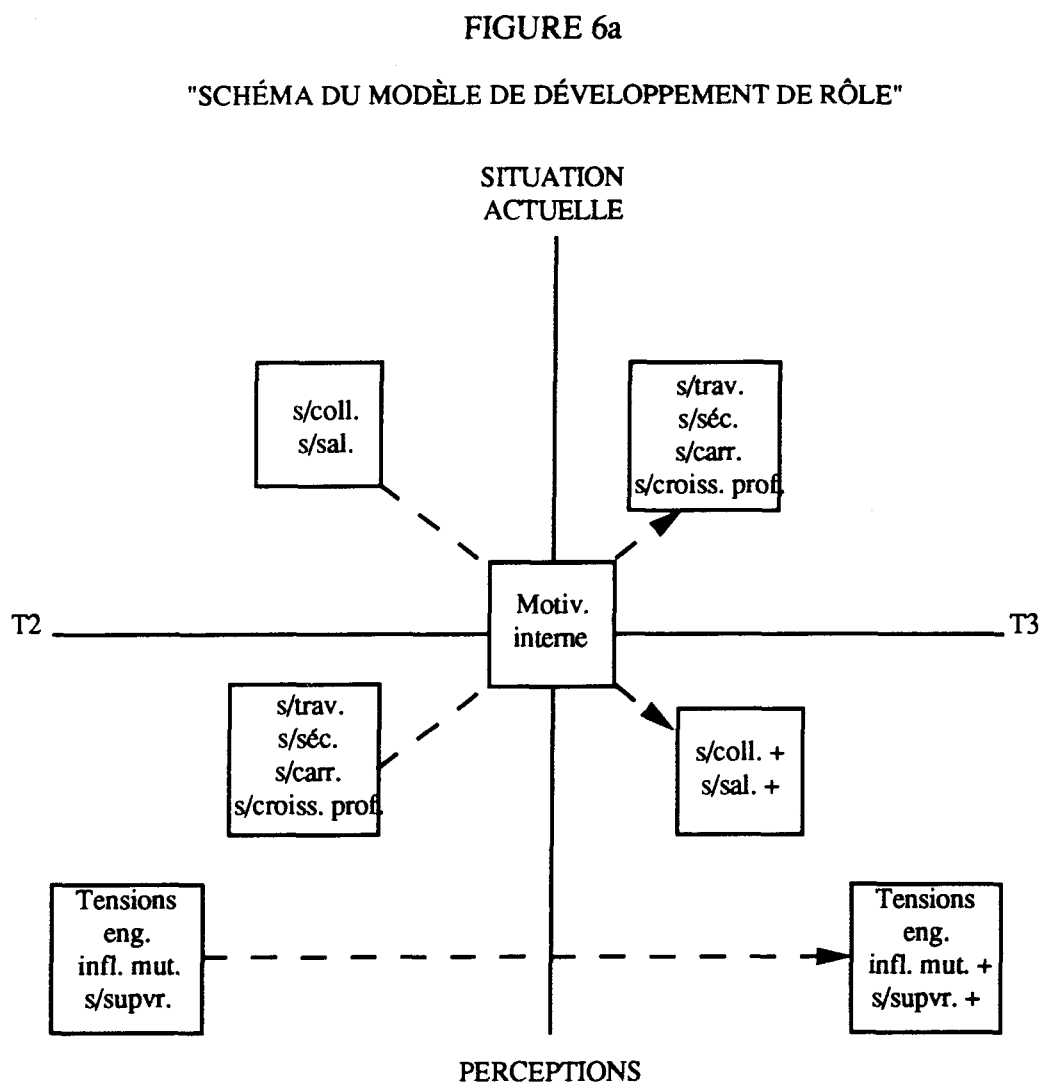 FIGURE 6a
"SCHÉMA DU MODÈLE DE DÉVELOPPEMENT DE RÔLE"
SITUATION
ACTUELLE
s/coll.
s/sal.
s/trav.
s/séc.
s/carr.
s/croiss. prof.
T2
Motiv.
interne
T3
s/trav.
s/séc.
s/carr.
s/croiss. prof.
s/coll. +
s/sal. +
Tensions
eng.
infl. mut.
s/supvr.
Tensions
eng.
infl. mut. +
s/supvr. +
PERCEPTIONS